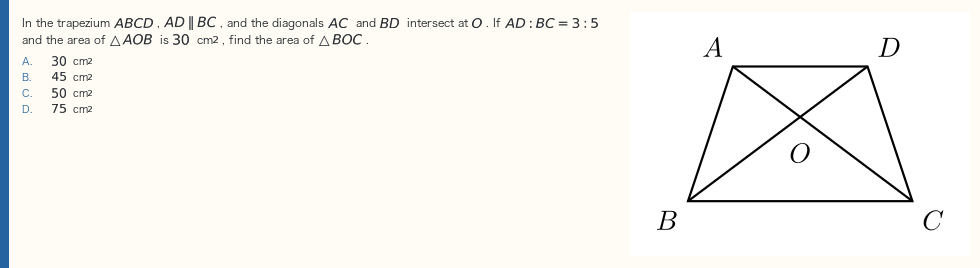 In the trapezium ABCD , AD ∥ BC , and the diagonals AC and BD intersect at O . If AD : BC = 3 : 5
and the area of △AOB is 30 cm2 , find the area of △BOC .
A. 30 cm2
B. 45 cm2
C. 50 cm2
D. 75 cm2
A D
O
B C